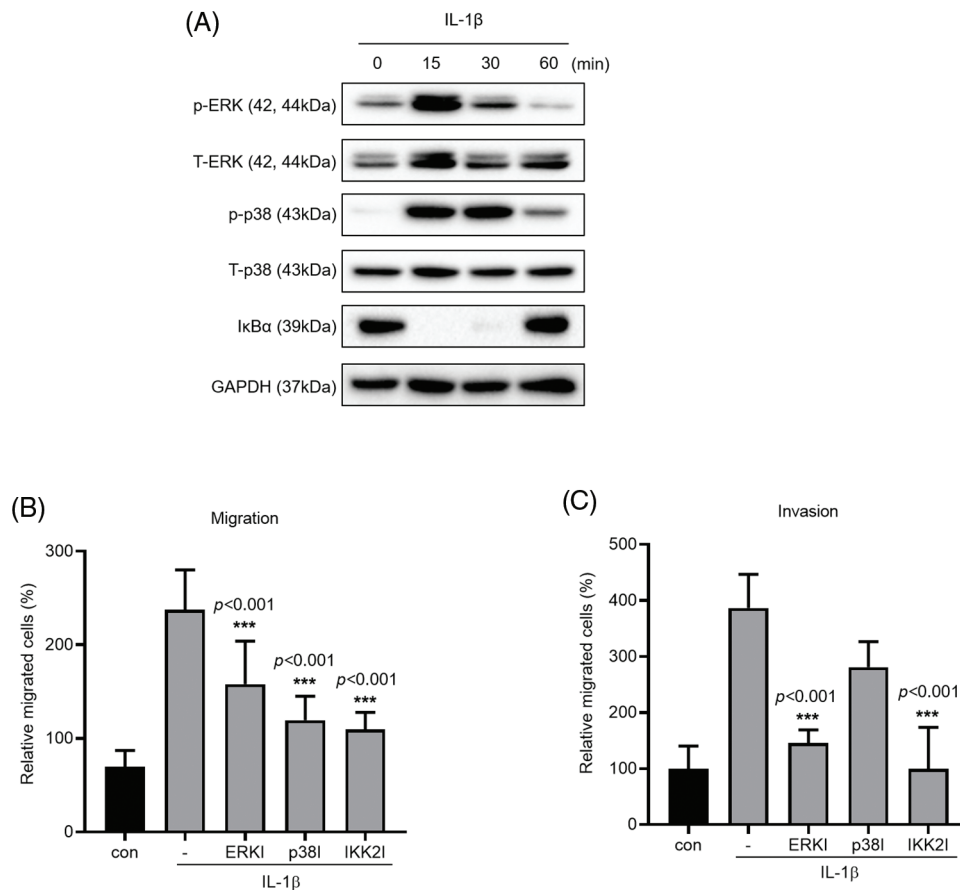 (A)
IL-1β
0 15 30 60 (min)
p-ERK (42, 44kDa)
T-ERK (42, 44kDa)
p-p38 (43kDa)
T-p38 (43kDa)
IκBα (39kDa)
GAPDH (37kDa)
(B)
Migration
Relative migrated cells (%)
300
200
100
0
p<0.001
***
p<0.001
***
p<0.001
***
con - ERKI p38I IKK2I
IL-1β
(C)
Invasion
Relative migrated cells (%)
500
400
300
200
100
0
p<0.001
***
p<0.001
***
con - ERKI p38I IKK2I
IL-1β